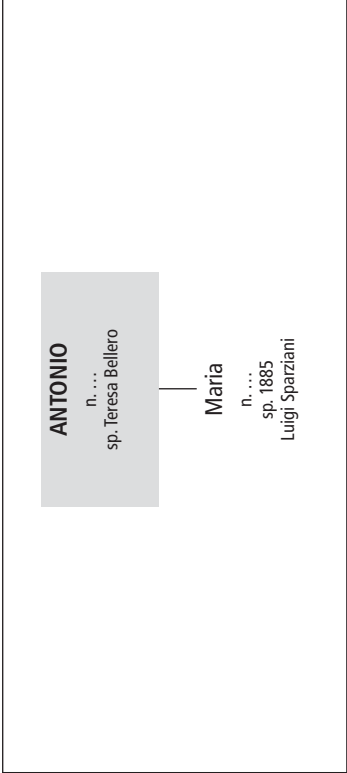 ANTONIO
n. …
sp. Teresa Bellero
Maria
n. …
sp. 1885
Luigi Sparziani